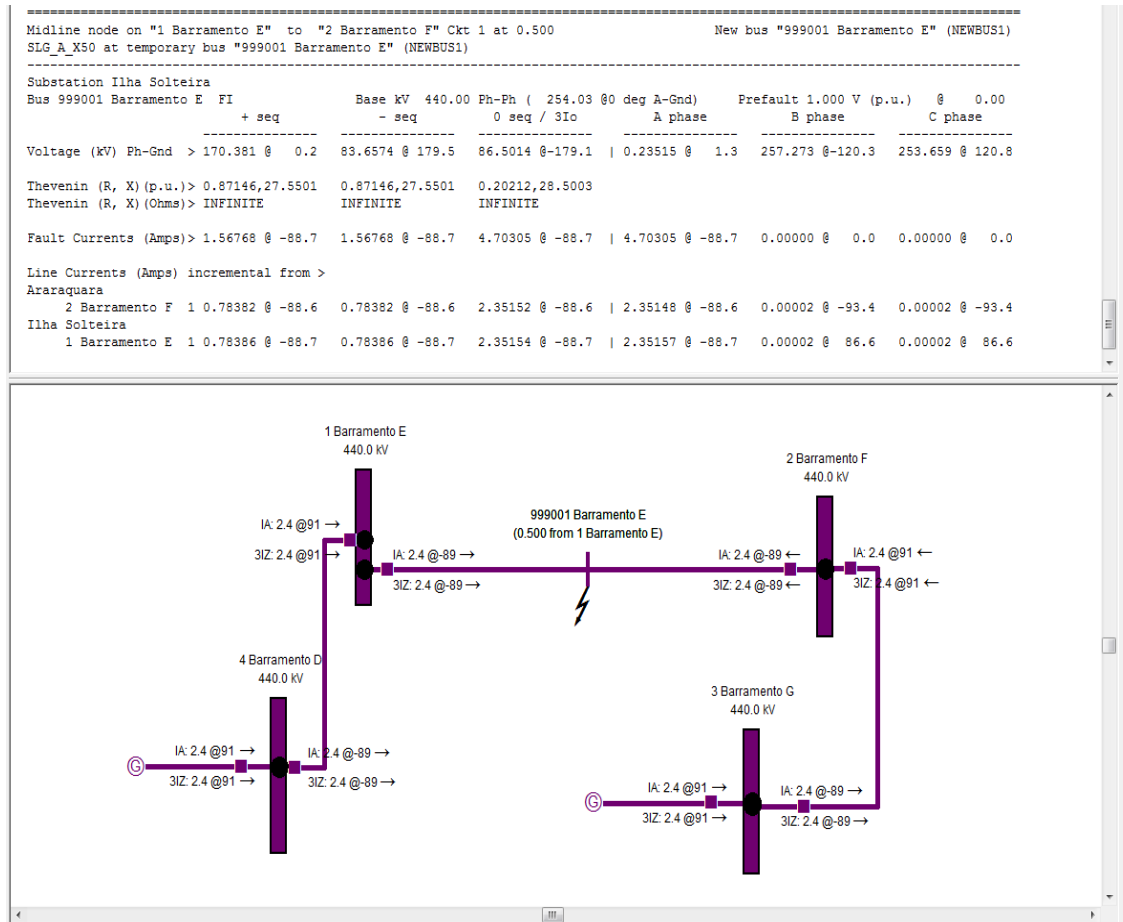 Midline node on "1 Barramento E" to "2 Barramento F" Ckt 1 at 0.500 New bus "999001 Barramento E" (NEWBUS1)
SLG_A_X50 at temporary bus "999001 Barramento E" (NEWBUS1)
Substation Ilha Solteira
Bus 999001 Barramento E FI Base kV 440.00 Ph-Ph ( 254.03 @0 deg A-Gnd) Prefault 1.000 V (p.u.) @ 0.00
+ seq - seq 0 seq / 3Io A phase B phase C phase
Voltage (kV) Ph-Gnd > 170.381 @ 0.2 83.6574 @ 179.5 86.5014 @-179.1 | 0.23515 @ 1.3 257.273 @-120.3 253.659 @ 120.8
Thevenin (R, X)(p.u.)> 0.87146,27.5501 0.87146,27.5501 0.20212,28.5003
Thevenin (R, X)(Ohms)> INFINITE INFINITE INFINITE
Fault Currents (Amps)> 1.56768 @ -88.7 1.56768 @ -88.7 4.70305 @ -88.7 | 4.70305 @ -88.7 0.00000 @ 0.0 0.00000 @ 0.0
Line Currents (Amps) incremental from >
Araraquara
2 Barramento F 1 0.78382 @ -88.6 0.78382 @ -88.6 2.35152 @ -88.6 | 2.35148 @ -88.6 0.00002 @ -93.4 0.00002 @ -93.4
Ilha Solteira
1 Barramento E 1 0.78386 @ -88.7 0.78386 @ -88.7 2.35154 @ -88.7 | 2.35157 @ -88.7 0.00002 @ 86.6 0.00002 @ 86.6
1 Barramento E
440.0 kV
2 Barramento F
440.0 kV
999001 Barramento E
(0.500 from 1 Barramento E)
IA: 2.4 @91 →
3IZ: 2.4 @91 →
IA: 2.4 @-89 →
3IZ: 2.4 @-89 →
IA: 2.4 @-89 ←
3IZ: 2.4 @-89 ←
IA: 2.4 @91 ←
3IZ: 2.4 @91 ←
4 Barramento D
440.0 kV
3 Barramento G
440.0 kV
IA: 2.4 @91 →
3IZ: 2.4 @91 →
IA: 2.4 @-89 →
3IZ: 2.4 @-89 →
G
IA: 2.4 @91 →
3IZ: 2.4 @91 →
IA: 2.4 @-89 →
3IZ: 2.4 @-89 →
G